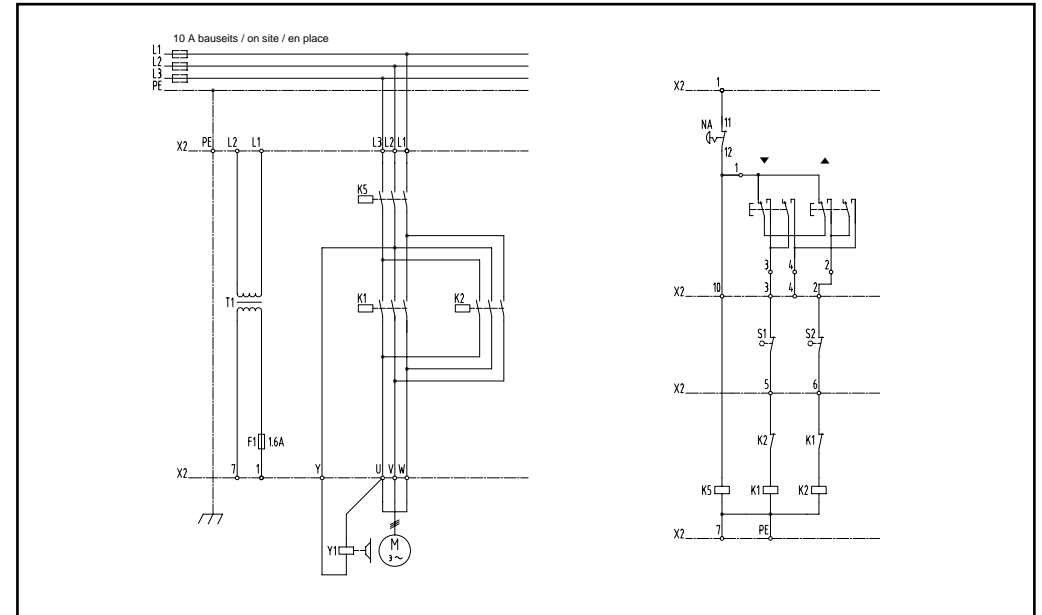 10 A bauseits / on site / en place
L1
L2
L3
PE
X2 PE L2 L1 L3 L2 L1
K5
T1
K1 K2
F1 1.6A
X2 7 1 Y U V W
Y1
M
3~
X2 1
NA 11
12
1 ▼ ▲
3 4 2
X2 10 3 4 2
S1 S2
X2 5 6
K2 K1
K5 K1 K2
X2 7 PE